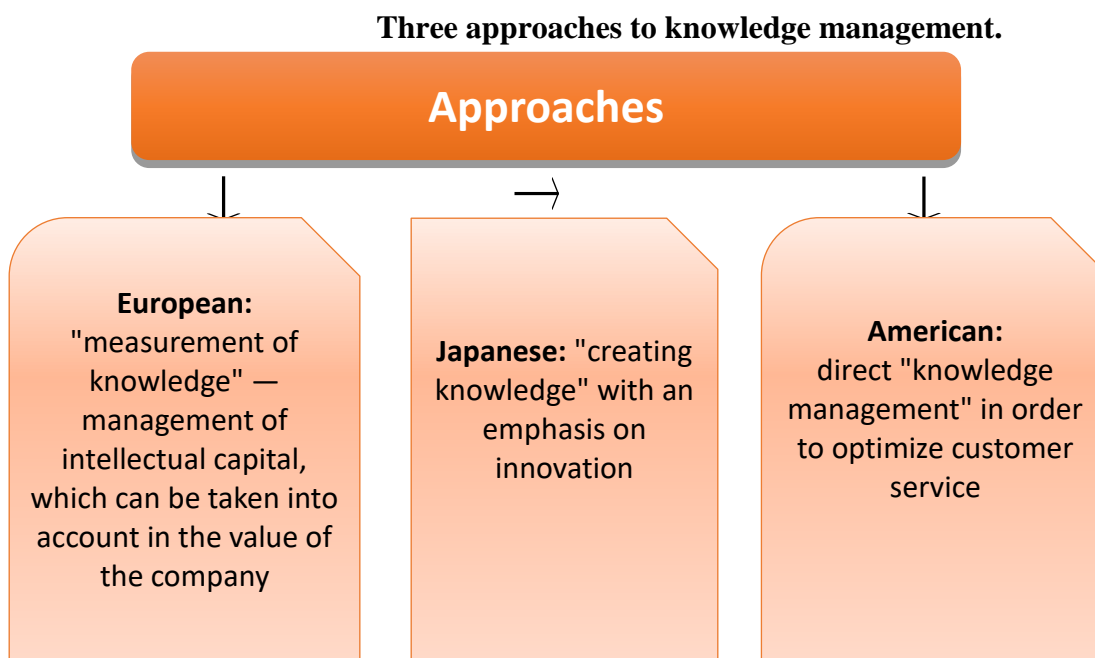 Three approaches to knowledge management.
Approaches
European:
"measurement of
knowledge" —
management of
intellectual capital,
which can be taken into
account in the value of
the company
Japanese: "creating
knowledge" with an
emphasis on
innovation
American:
direct "knowledge
management" in order
to optimize customer
service